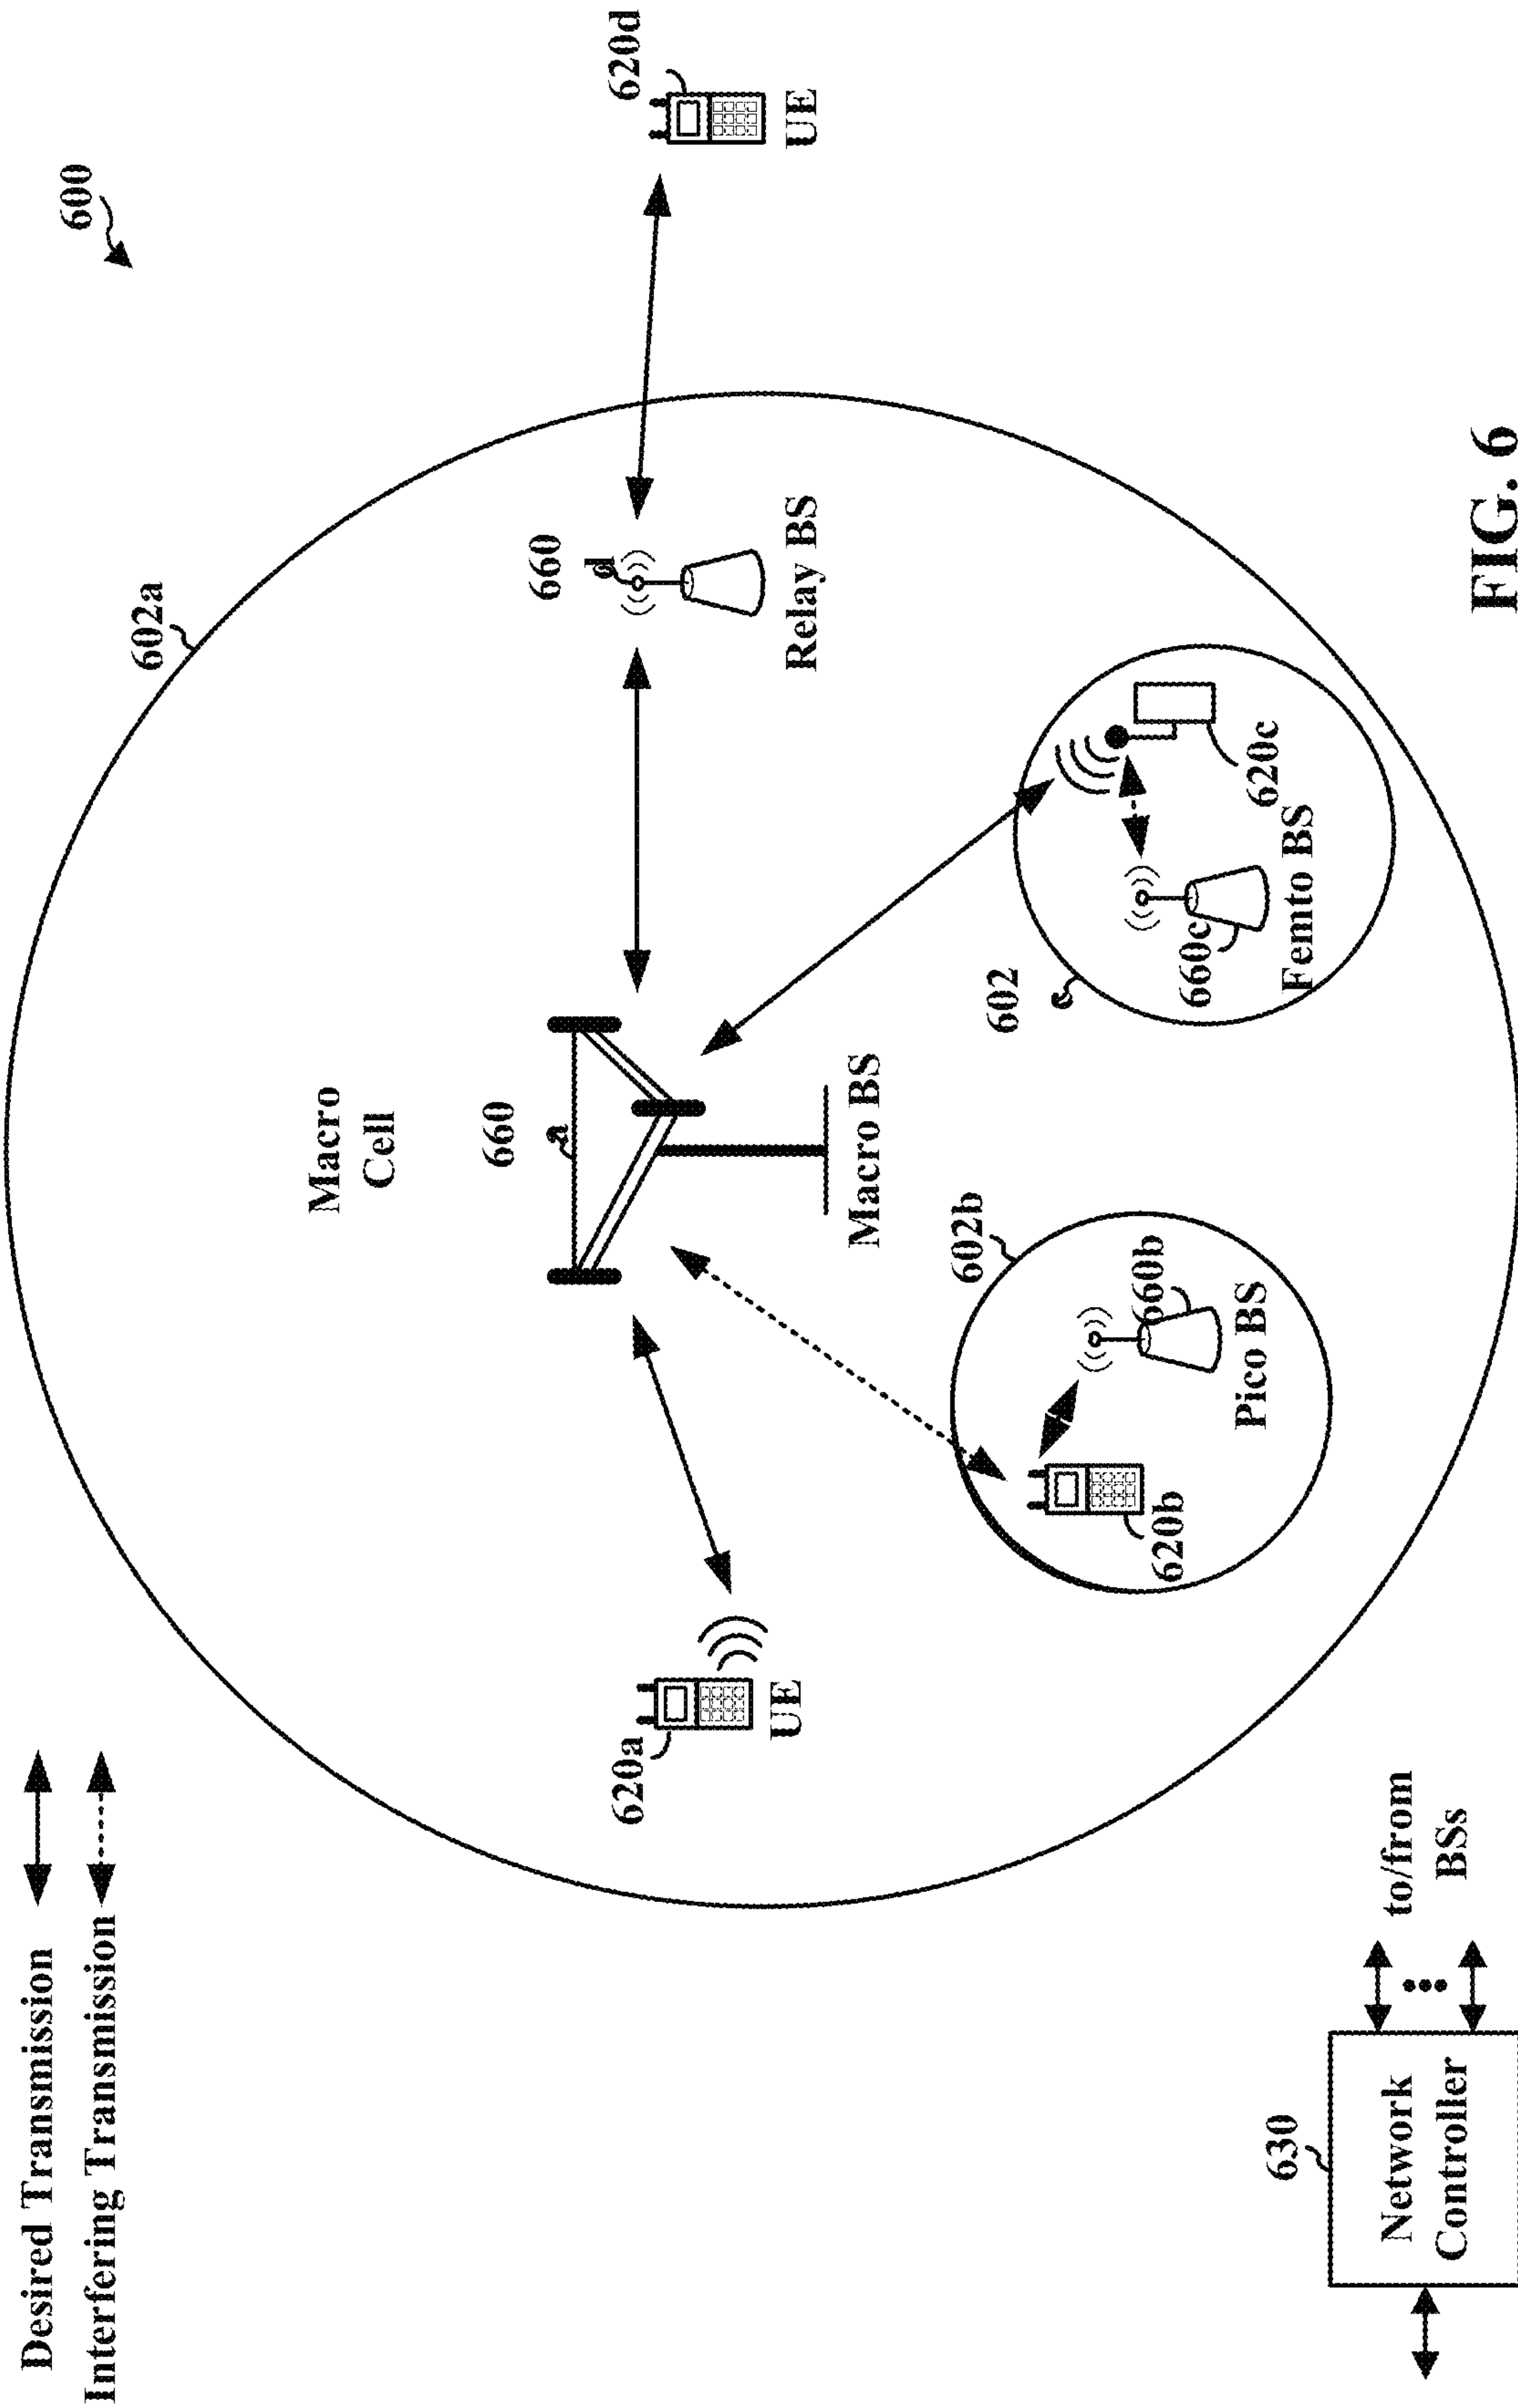 Desired Transmission
Interfering Transmission
600
602a
Macro
Cell
660
a
Macro BS
660
d
Relay BS
620d
UE
620a
UE
602b
660b
Pico BS
620b
602
c
660c
Femto BS
620c
630
Network
Controller
to/from
BSs
FIG. 6